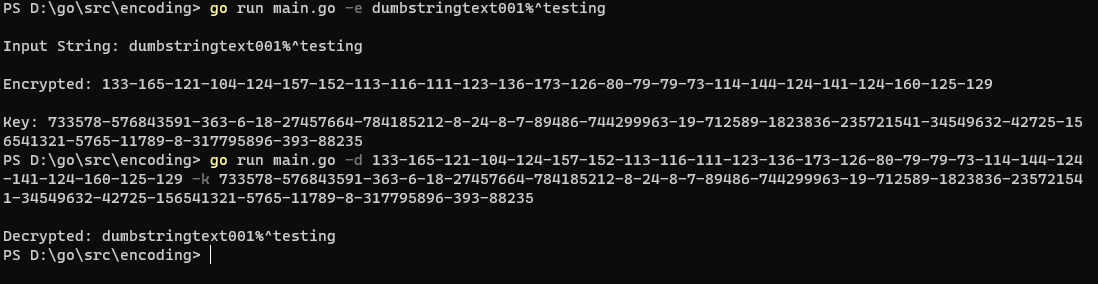 PS D:\go\src\encoding> go run main.go -e dumbstringtext001%^testing
Input String: dumbstringtext001%^testing
Encrypted: 133-165-121-104-124-157-152-113-116-111-123-136-173-126-80-79-79-73-114-144-124-141-124-160-125-129
Key: 733578-576843591-363-6-18-27457664-784185212-8-24-8-7-89486-744299963-19-712589-1823836-235721541-34549632-42725-15
6541321-5765-11789-8-317795896-393-88235
PS D:\go\src\encoding> go run main.go -d 133-165-121-104-124-157-152-113-116-111-123-136-173-126-80-79-79-73-114-144-124
-141-124-160-125-129 -k 733578-576843591-363-6-18-27457664-784185212-8-24-8-7-89486-744299963-19-712589-1823836-23572154
1-34549632-42725-156541321-5765-11789-8-317795896-393-88235
Decrypted: dumbstringtext001%^testing
PS D:\go\src\encoding>